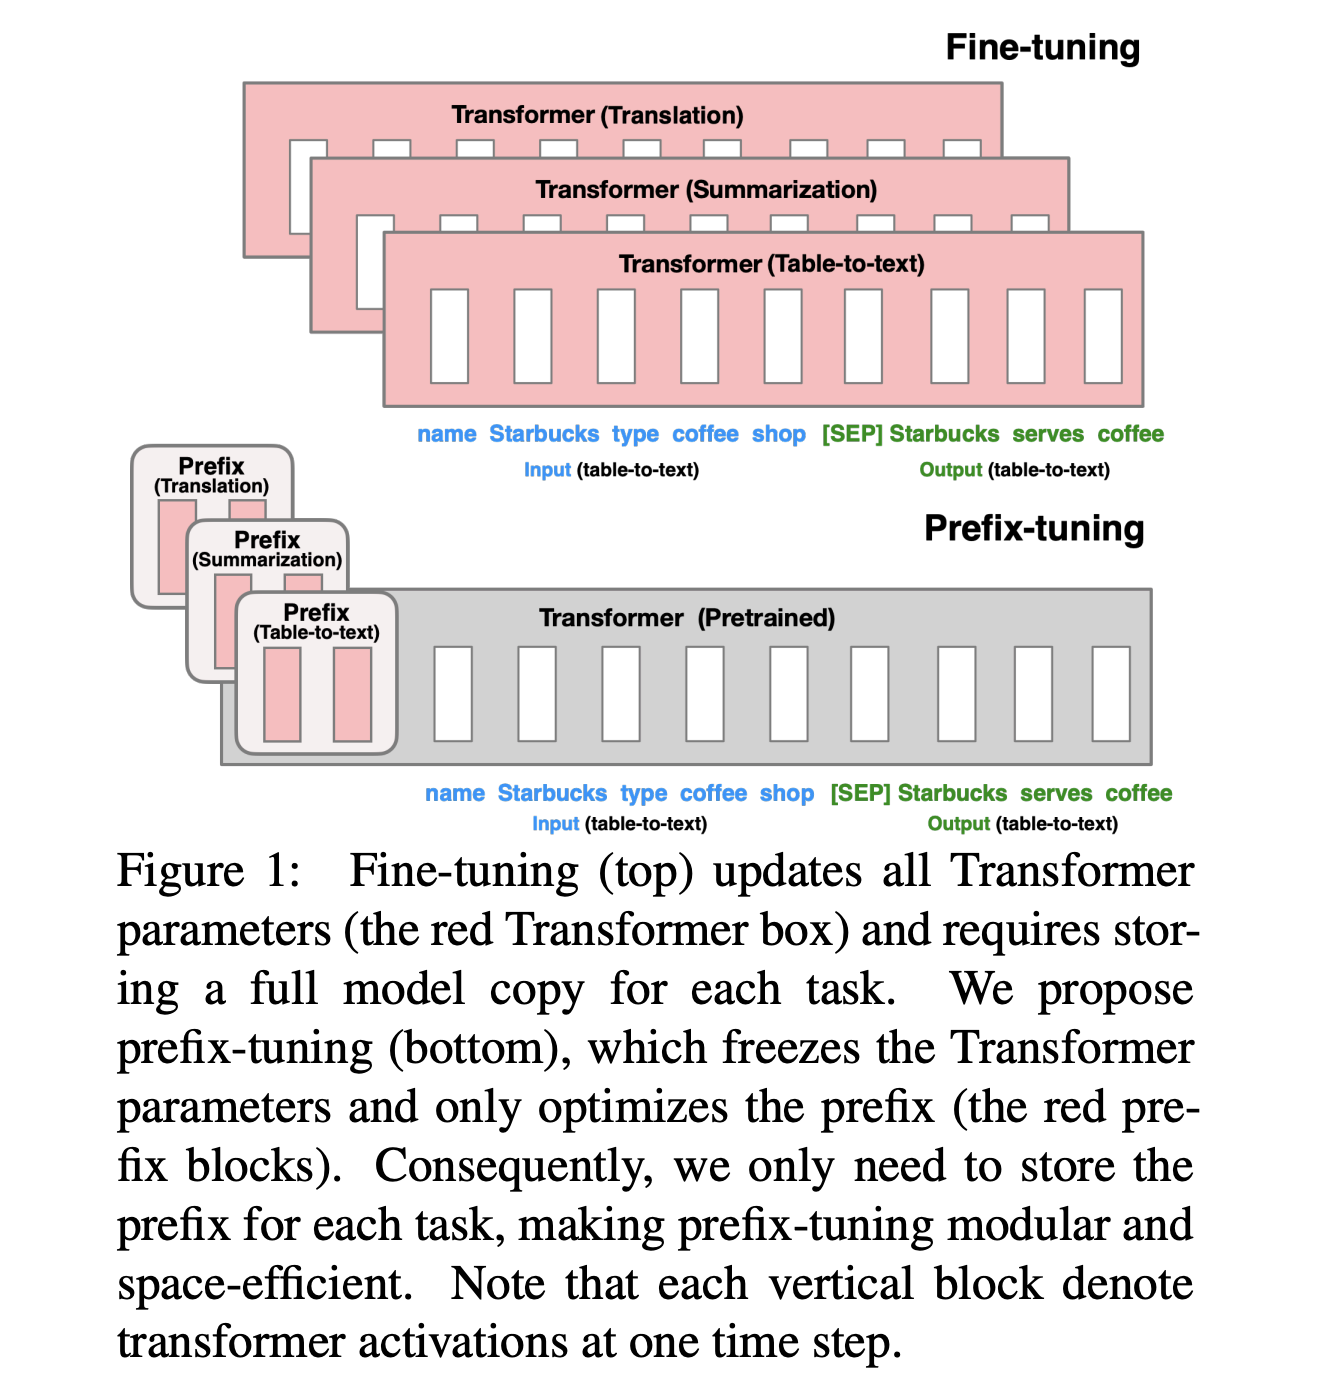 Fine-tuning
Transformer (Translation)
Transformer (Summarization)
Transformer (Table-to-text)
name Starbucks type coffee shop [SEP] Starbucks serves coffee
Input (table-to-text) Output (table-to-text)
Prefix
(Translation)
Prefix-tuning
Prefix
(Summarization)
Prefix
(Table-to-text)
Transformer (Pretrained)
name Starbucks type coffee shop [SEP] Starbucks serves coffee
Input (table-to-text) Output (table-to-text)
Figure 1: Fine-tuning (top) updates all Transformer
parameters (the red Transformer box) and requires stor-
ing a full model copy for each task. We propose
prefix-tuning (bottom), which freezes the Transformer
parameters and only optimizes the prefix (the red pre-
fix blocks). Consequently, we only need to store the
prefix for each task, making prefix-tuning modular and
space-efficient. Note that each vertical block denote
transformer activations at one time step.